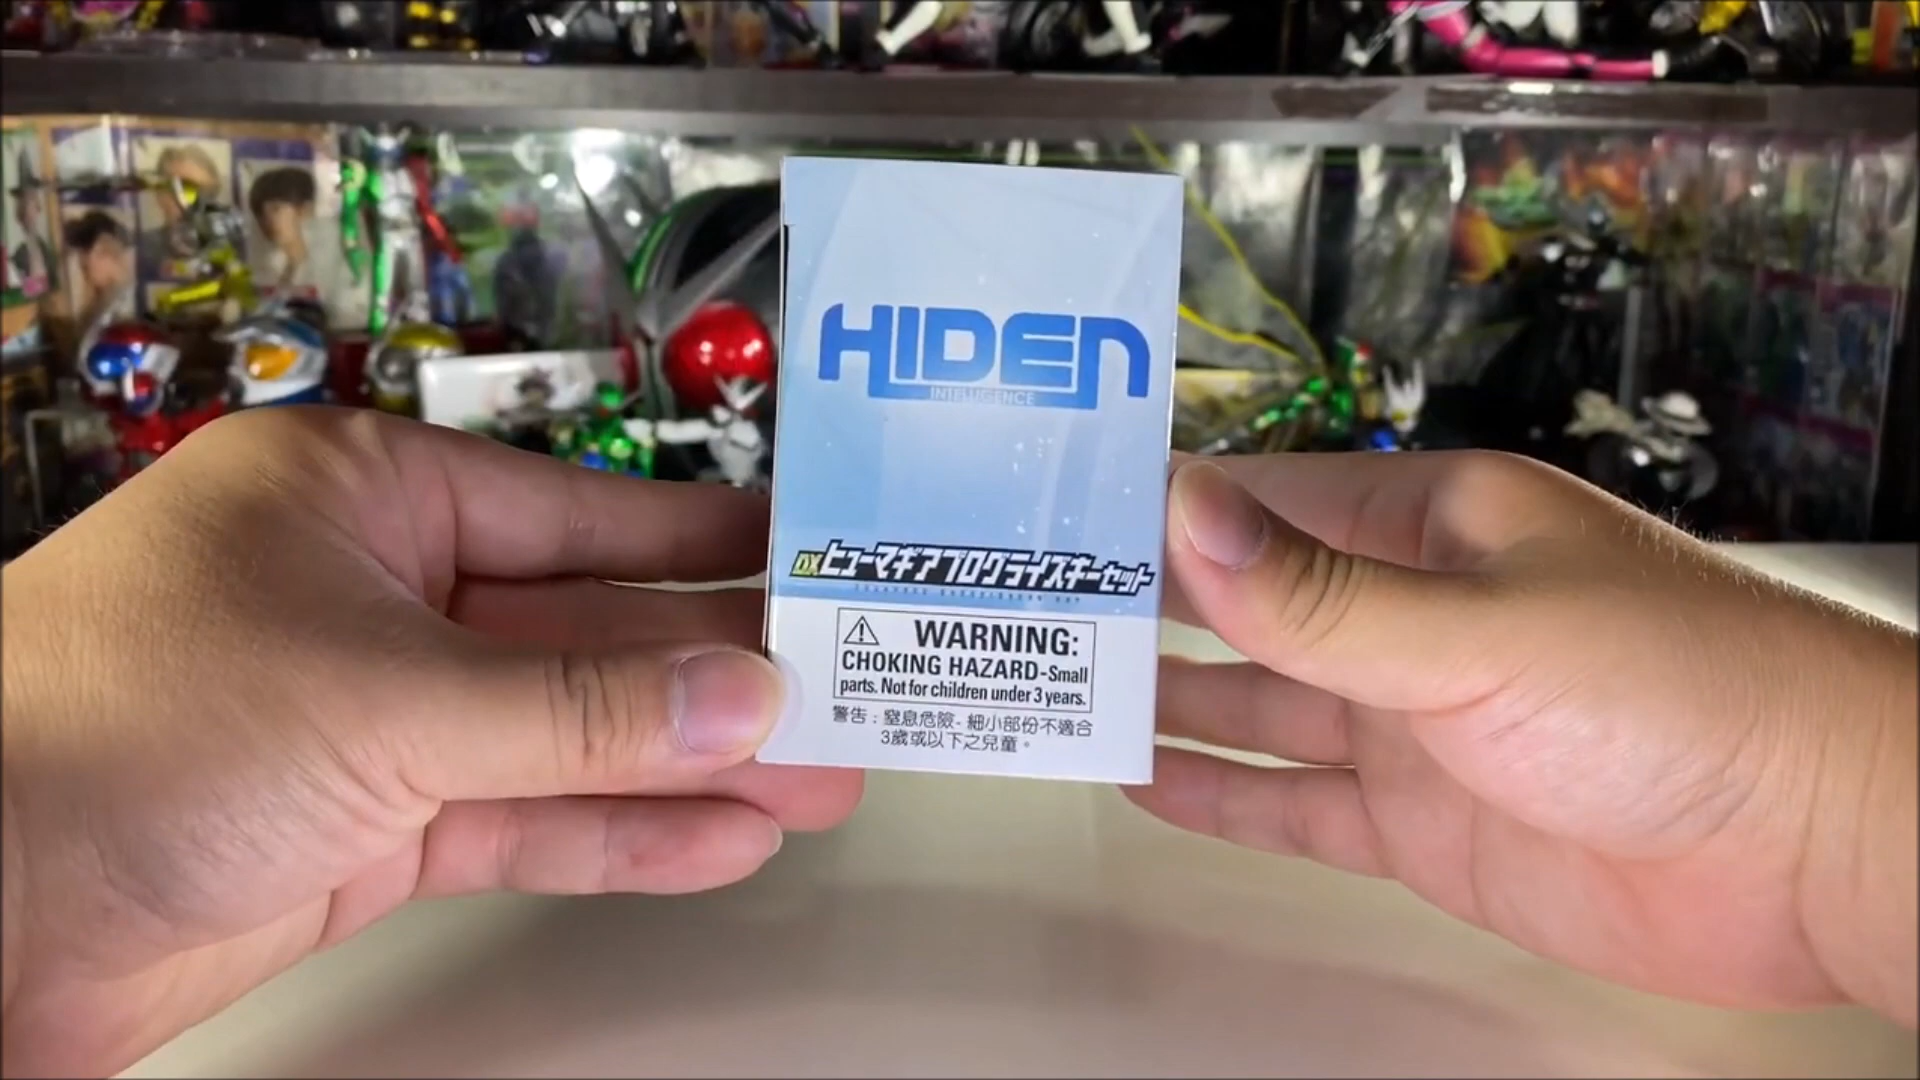 HIDEN
INTELLIGENCE
DXヒューマギアプログライズキーセット
WARNING:
CHOKING HAZARD-Small
parts. Not for children under 3 years.
警告 : 窒息危險- 細小部份不適合
3歲或以下之兒童。